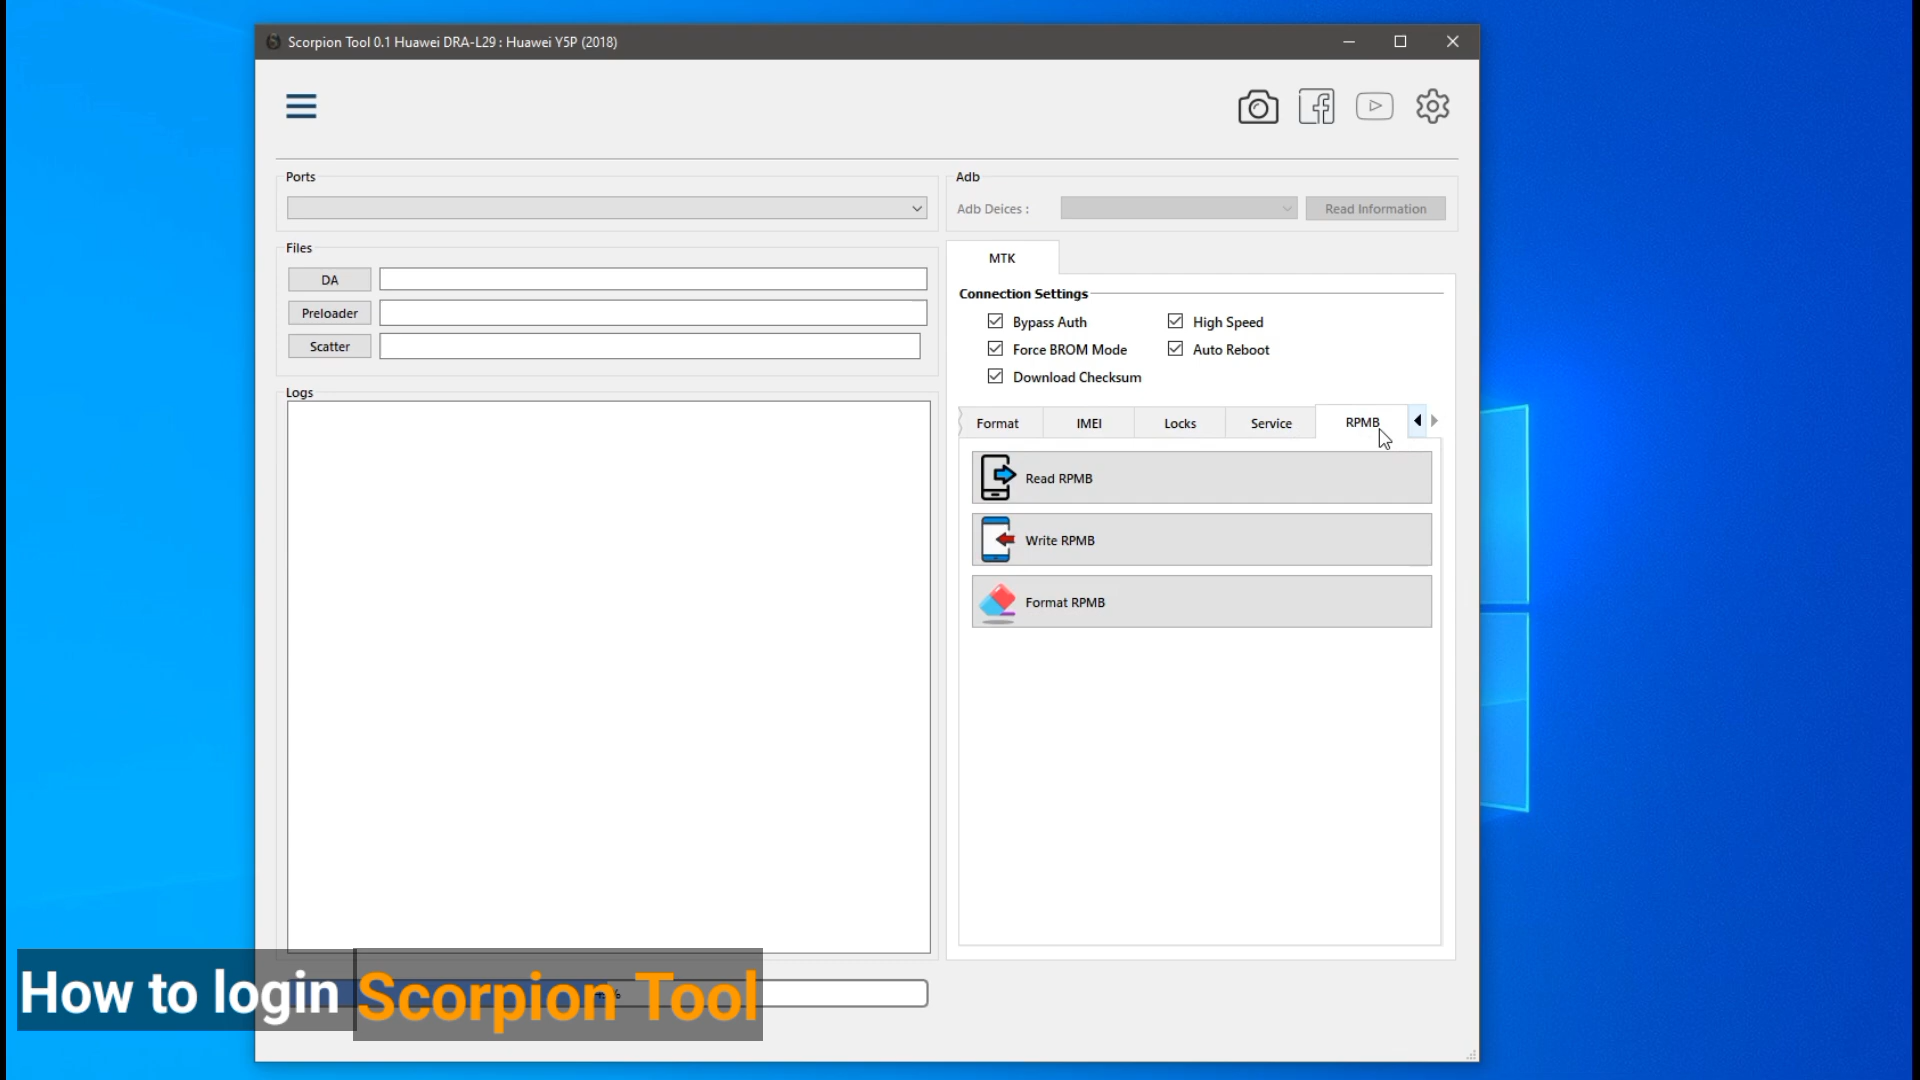 Scorpion Tool 0.1 Huawei DRA-L29 : Huawei Y5P (2018)
Ports
Adb
Adb Deices :
Read Information
Files
DA
Preloader
Scatter
MTK
Connection Settings
Bypass Auth
High Speed
Force BROM Mode
Auto Reboot
Download Checksum
Logs
Format
IMEI
Locks
Service
RPMB
Read RPMB
Write RPMB
Format RPMB
How to login Scorpion Tool